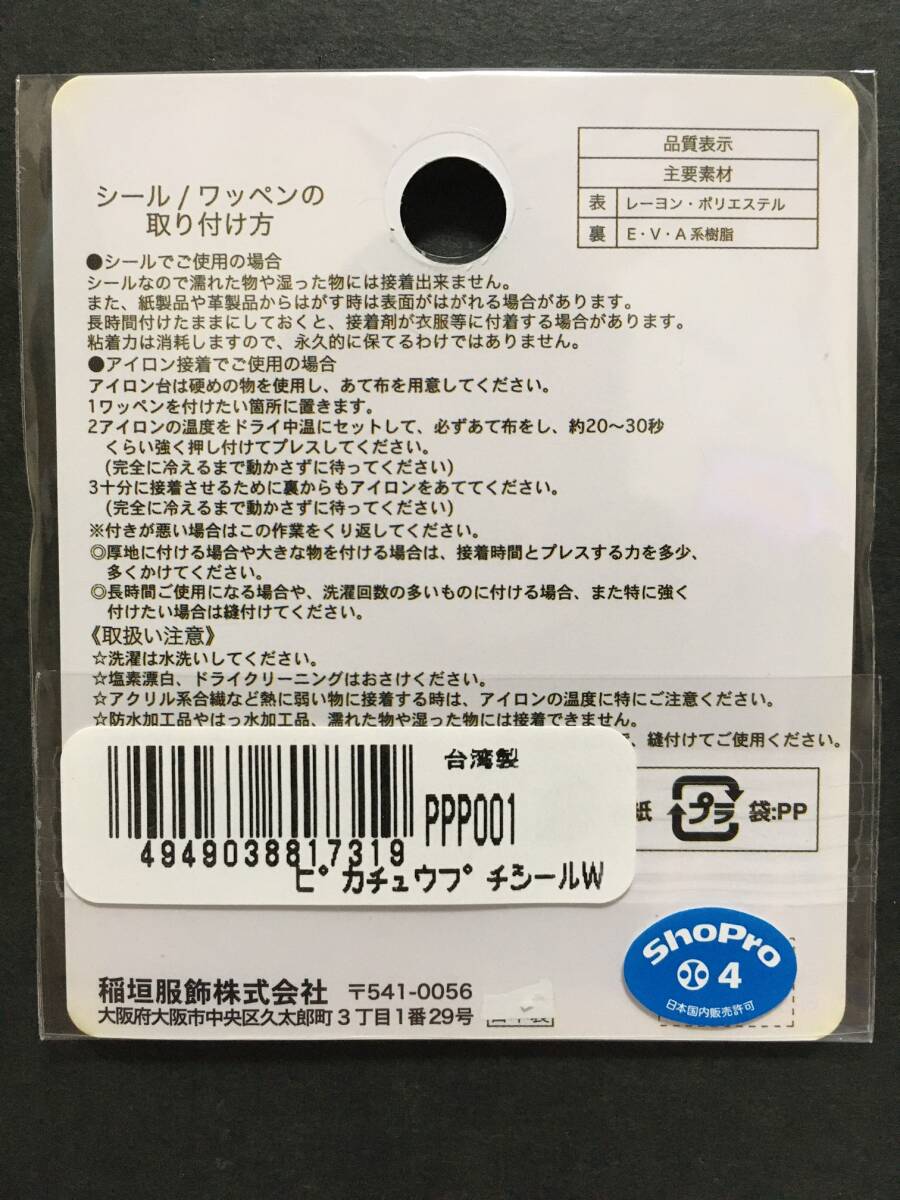 品質表示
主要素材
表 レーヨン・ポリエステル
裏 E・V・A系樹脂
シール / ワッペンの
取り付け方
●シールでご使用の場合
シールなので濡れた物や湿った物には接着出来ません。
また、紙製品や革製品からはがす時は表面がはがれる場合があります。
長時間付けたままにしておくと、接着剤が衣服等に付着する場合があります。
粘着力は消耗しますので、永久的に保てるわけではありません。
●アイロン接着でご使用の場合
アイロン台は硬めの物を使用し、あて布を用意してください。
1ワッペンを付けたい箇所に置きます。
2アイロンの温度をドライ中温にセットして、必ずあて布をし、約20〜30秒
くらい強く押し付けてプレスしてください。
(完全に冷えるまで動かさずに待ってください)
3十分に接着させるために裏からもアイロンをあててください。
(完全に冷えるまで動かさずに待ってください)
※付きが悪い場合はこの作業をくり返してください。
◎厚地に付ける場合や大きな物を付ける場合は、接着時間とプレスする力を多少、
多くかけてください。
◎長時間ご使用になる場合や、洗濯回数の多いものに付ける場合、また特に強く
付けたい場合は縫付けてください。
《取扱い注意》
☆洗濯は水洗いしてください。
☆塩素漂白、ドライクリーニングはおさけください。
☆アクリル系合繊など熱に弱い物に接着する時は、アイロンの温度に特にご注意ください。
☆防水加工品やはっ水加工品、濡れた物や湿った物には接着できません。
、縫付けてご使用ください。
台湾製
PPP001
4949038817319
ピカチュウプチシールW
紙 プラ 袋:PP
ShoPro
4
日本国内販売許可
稲垣服飾株式会社 〒541-0056
大阪府大阪市中央区久太郎町3丁目1番29号